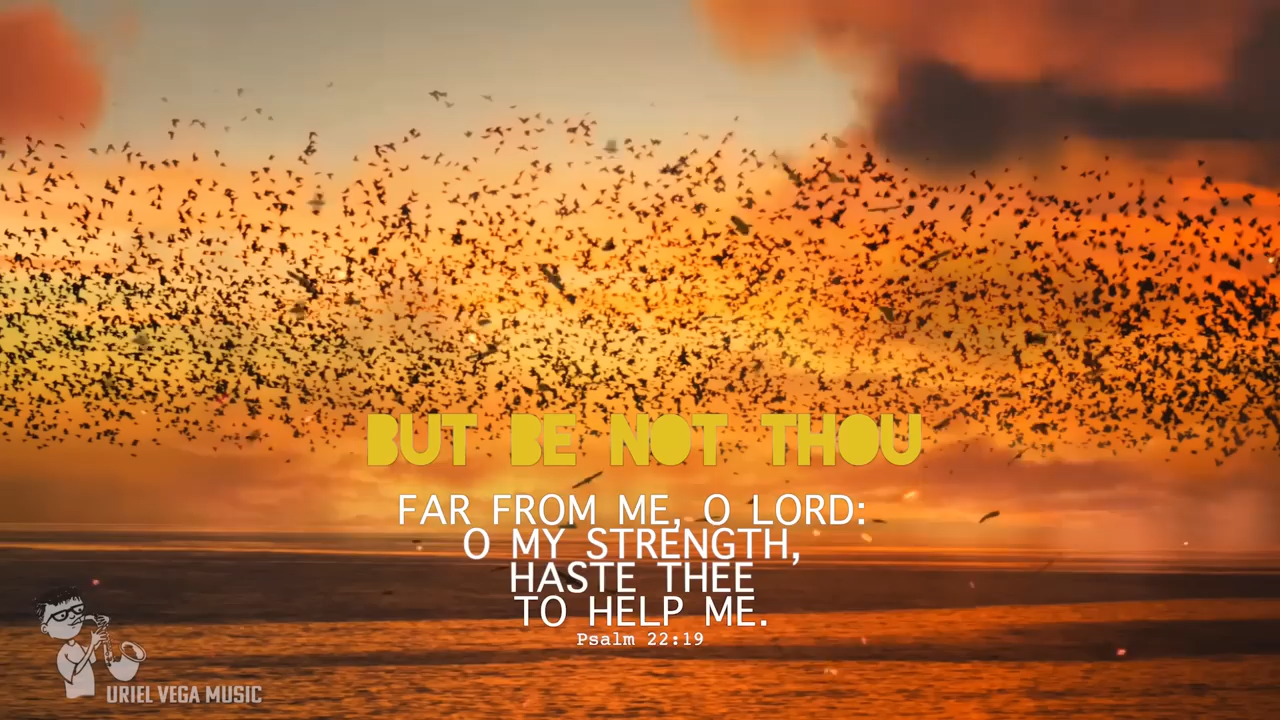 BUT BE NOT THOU
FAR FROM ME, O LORD:
O MY STRENGTH,
HASTE THEE
TO HELP ME.
Psalm 22:19
URIEL VEGA MUSIC